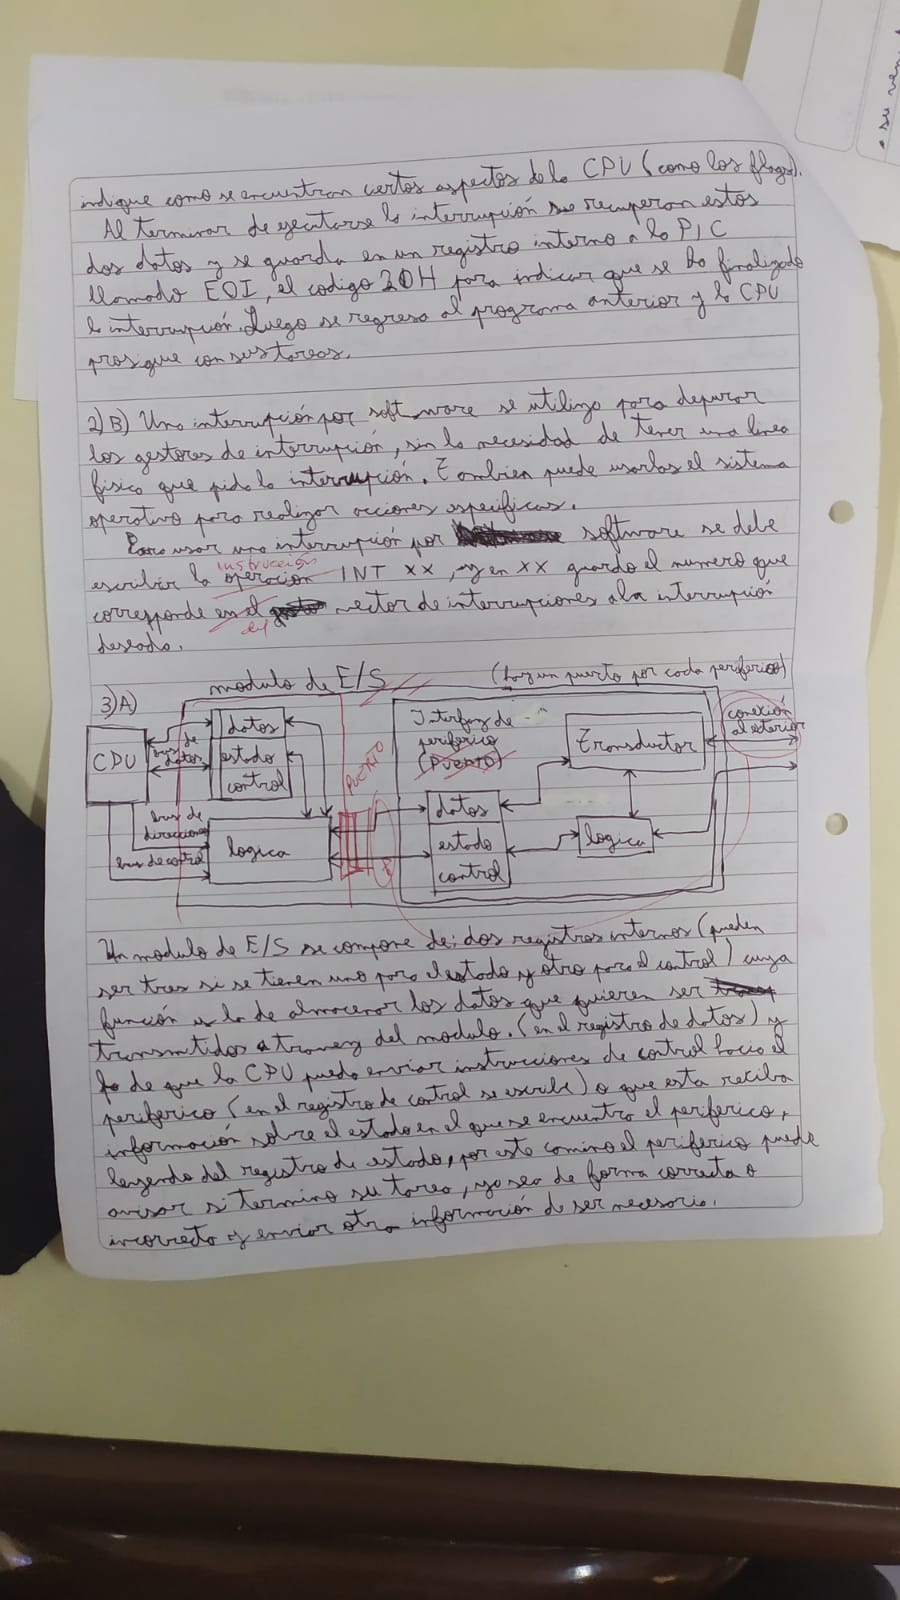 indique como se encuentran ciertos aspectos de la CPU (como los flags).
Al terminar de ejecutarse la interrupción se recuperan estos
dos datos y se guarda en un registro interno a la PIC
llamado EOI, el codigo 20H para indicar que se ha finalizado
la interrupción. Luego se regresa al programa anterior y la CPU
prosigue con sus tareas.
2)B) Una interrupción por software se utiliza para depurar
los gestores de interrupción, sin la necesidad de tener una linea
fisica que pida la interrupción. Tambien puede usarlas el sistema
operativo para realizar acciones especificas.
Para usar una interrupción por software se debe
instrucción
escribir la operacion INT XX, y en XX guardo el numero que
corresponde en el vector de interrupciones a la interrupción
del
deseada.
3)A)
modulo de E/S
(hay un puerto por cada periferico)
CPU
bus de datos
bus de direcciones
bus de control
datos
estado
control
logica
PUERTO
Interfaz de
periferico
(PUERTO)
datos
estado
control
Transductor
logica
conexión
al exterior
Un modulo de E/S se compone de: dos registros internos (pueden
ser tres si se tienen uno para el estado y otro para el control) cuya
función es la de almacenar los datos que quieren ser
transmitidos a travez del modulo. (en el registro de datos) y
la de que la CPU pueda enviar instrucciones de control hacia el
periferico (en el registro de control se escribe) o que esta reciba
información sobre el estado en el que se encuentra el periferico,
leyendo del registro de estado, por este camino el periferico puede
avisar si termino su tarea, ya sea de forma correcta o
incorrecta y enviar otra información de ser necesario.